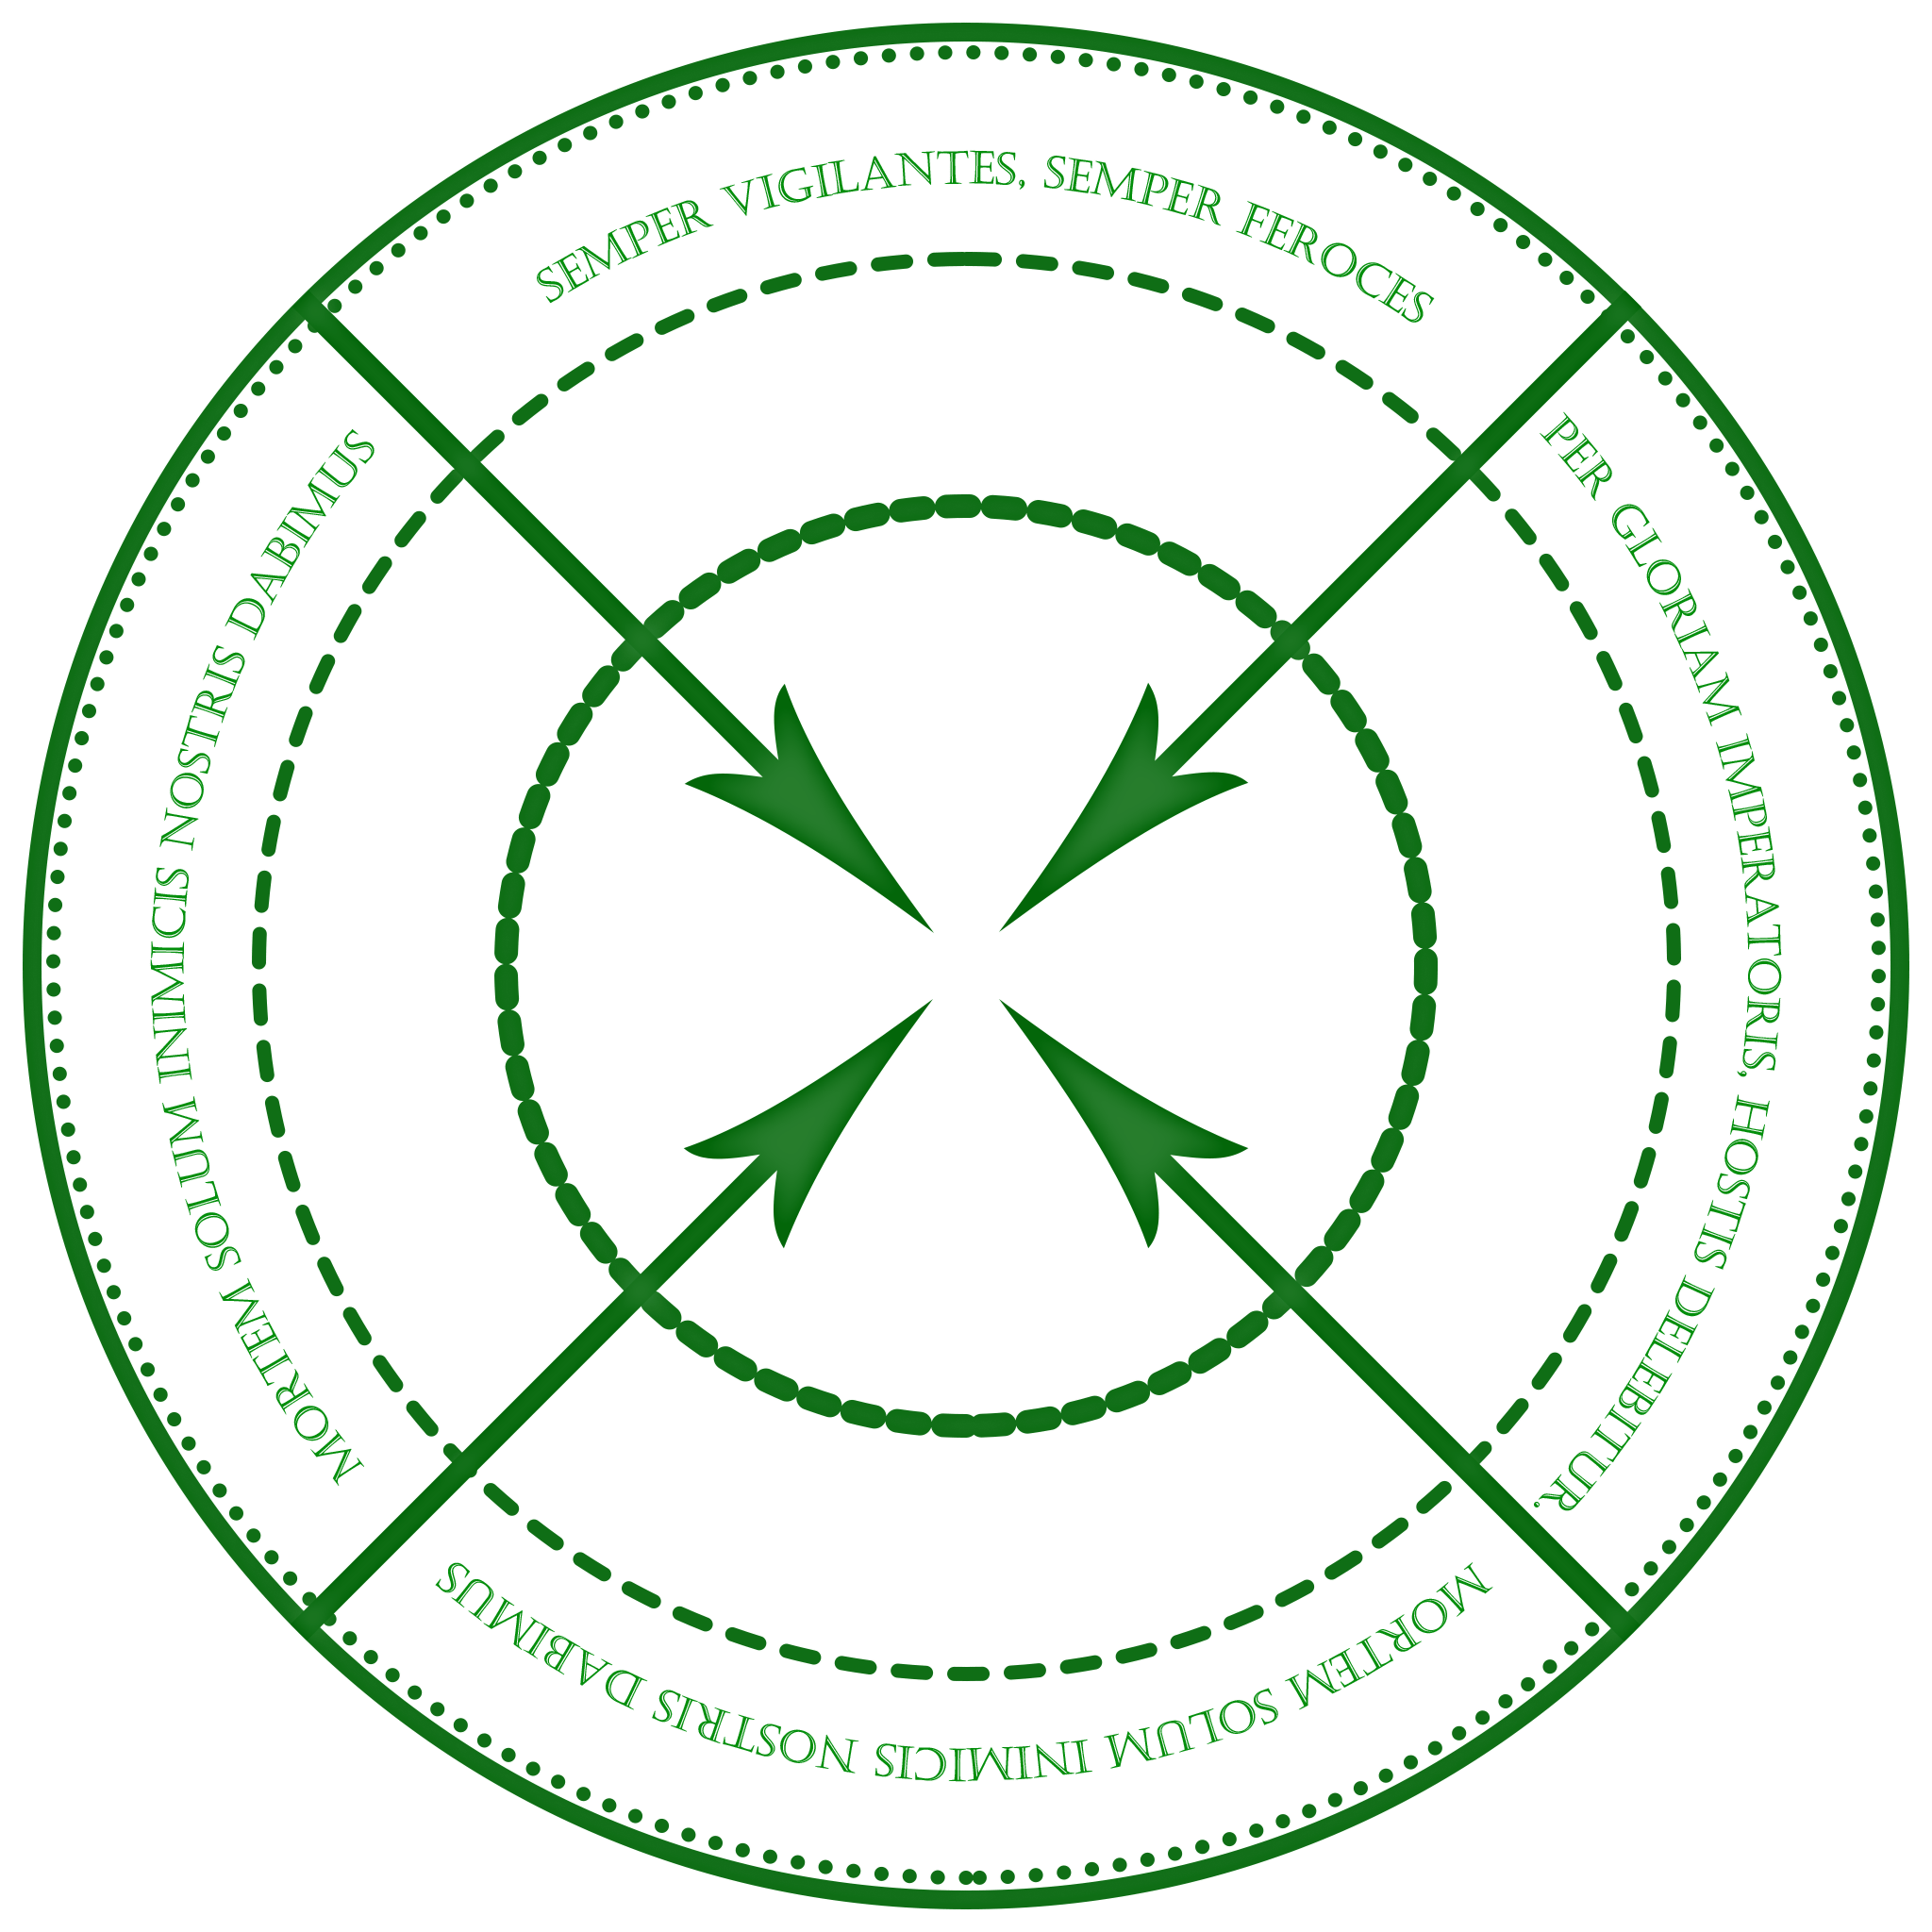 SEMPER VIGILANTES, SEMPER FEROCES
PER GLORIAM IMPERATORIS, HOSTIS DELEBITUR.
MORTEM SOLUM INIMICIS NOSTRIS DABIMUS
MORTEM SOLUM INIMICIS NOSTRIS DABIMUS